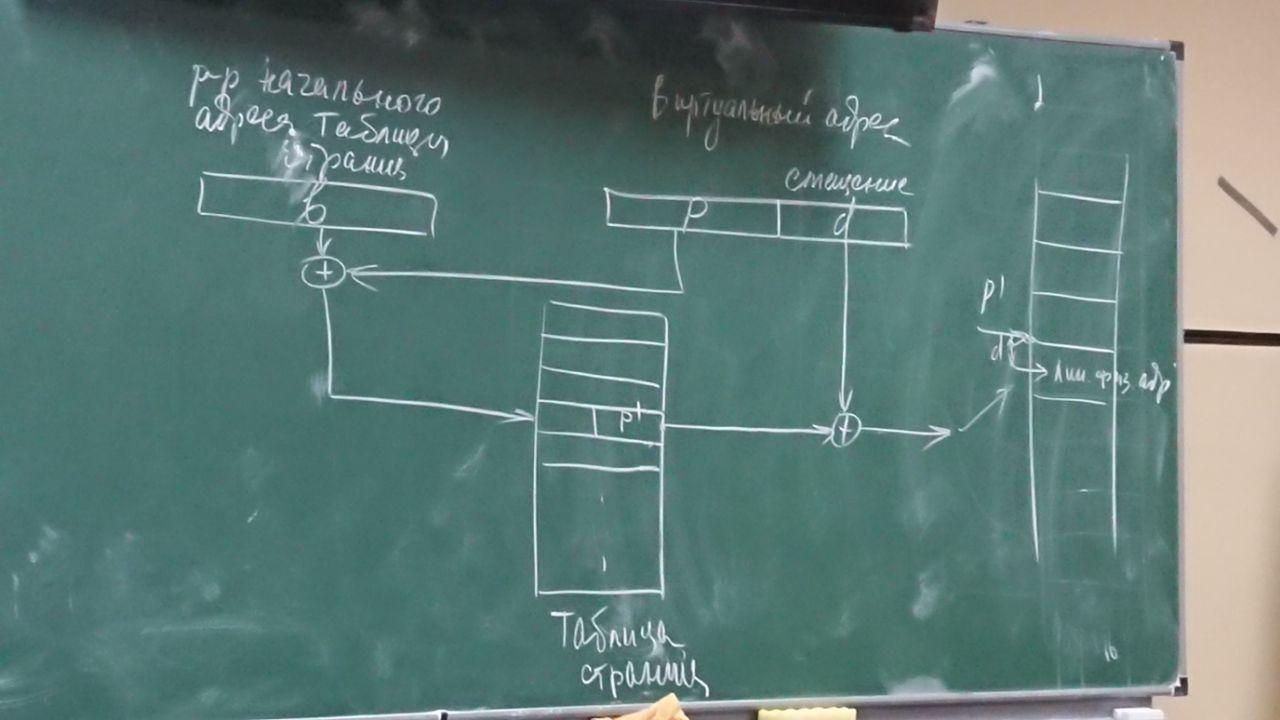 р-р начального
адреса таблицы
страниц
b
Виртуальный адрес
смещение
p d
+
p'
+
p'
d
Лин. физ. адр
Таблица
страниц